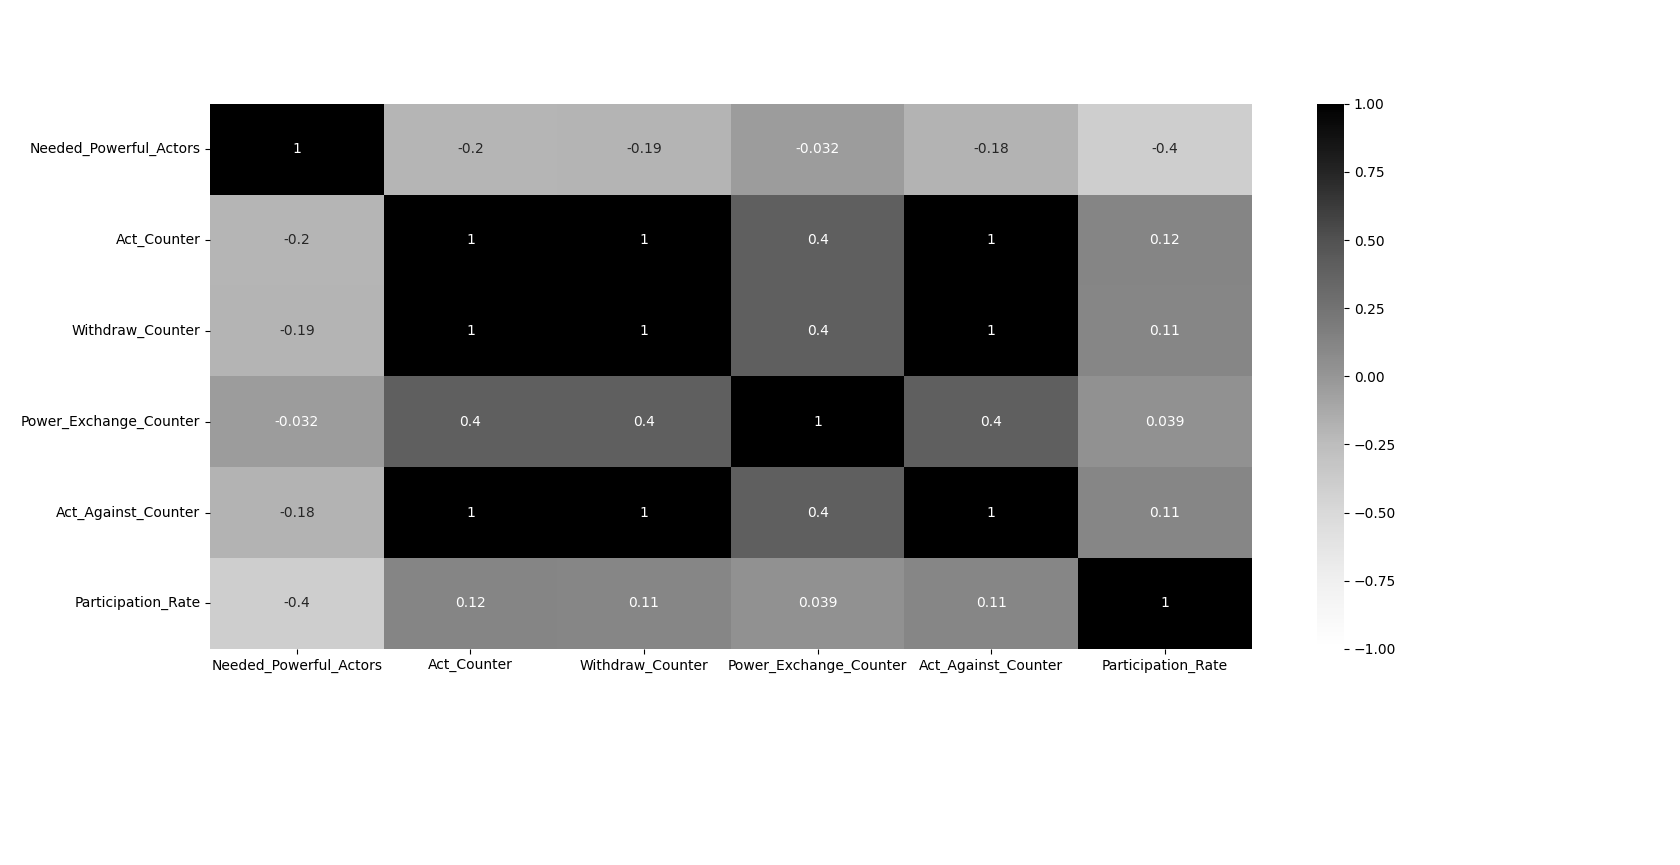 Needed_Powerful_Actors 1 -0.2 -0.19 -0.032 -0.18 -0.4
Act_Counter -0.2 1 1 0.4 1 0.12
Withdraw_Counter -0.19 1 1 0.4 1 0.11
Power_Exchange_Counter -0.032 0.4 0.4 1 0.4 0.039
Act_Against_Counter -0.18 1 1 0.4 1 0.11
Participation_Rate -0.4 0.12 0.11 0.039 0.11 1
Needed_Powerful_Actors Act_Counter Withdraw_Counter Power_Exchange_Counter Act_Against_Counter Participation_Rate
1.00
0.75
0.50
0.25
0.00
−0.25
−0.50
−0.75
−1.00